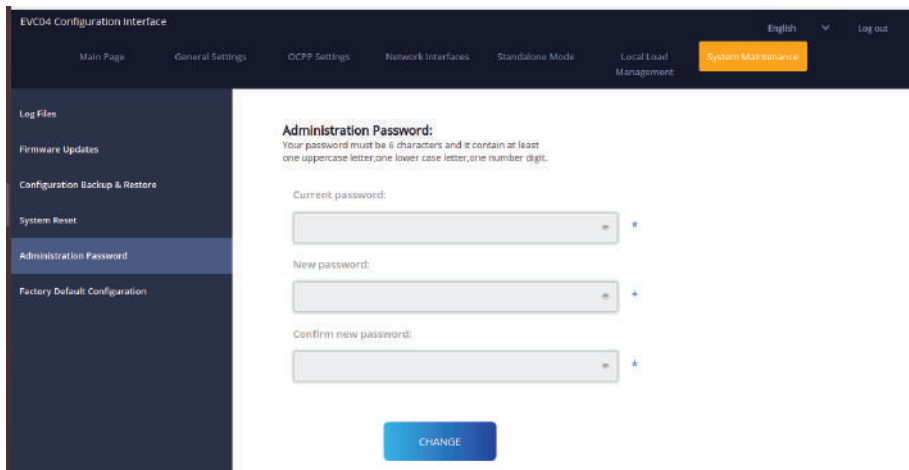 EVC04 Configuration Interface
English
Log out
Main Page
General Settings
OCPP Settings
Network Interfaces
Standalone Mode
Local Load
Management
System Maintenance
Log Files
Firmware Updates
Configuration Backup & Restore
System Reset
Administration Password
Factory Default Configuration
Administration Password:
Your password must be 6 characters and it contain at least
one uppercase letter,one lower case letter,one number digit.
Current password:
*
New password:
*
Confirm new password:
*
CHANGE